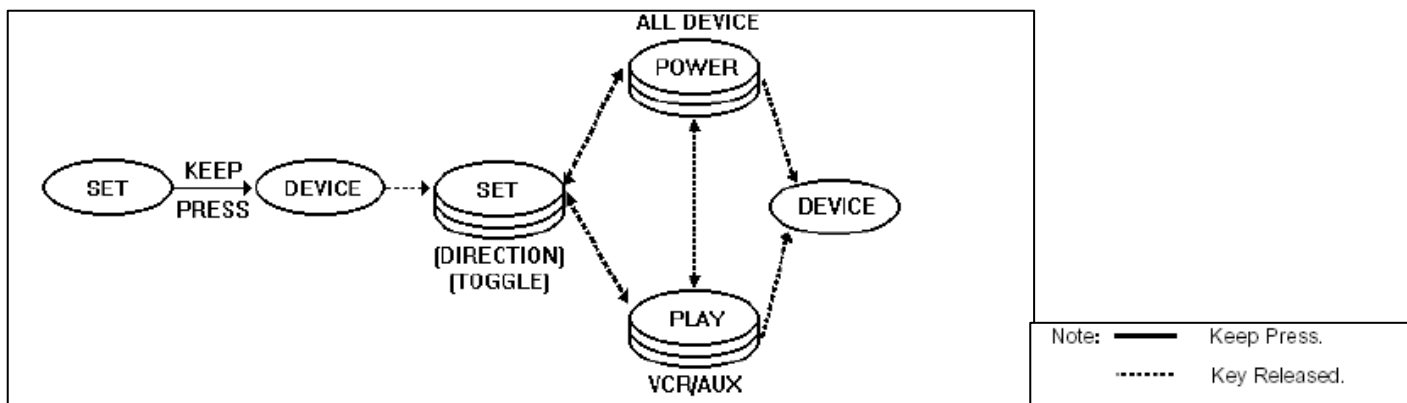 ALL DEVICE
POWER
SET
KEEP
PRESS
DEVICE
SET
(DIRECTION)
(TOGGLE)
DEVICE
PLAY
VCR/AUX
Note: Keep Press.
Key Released.